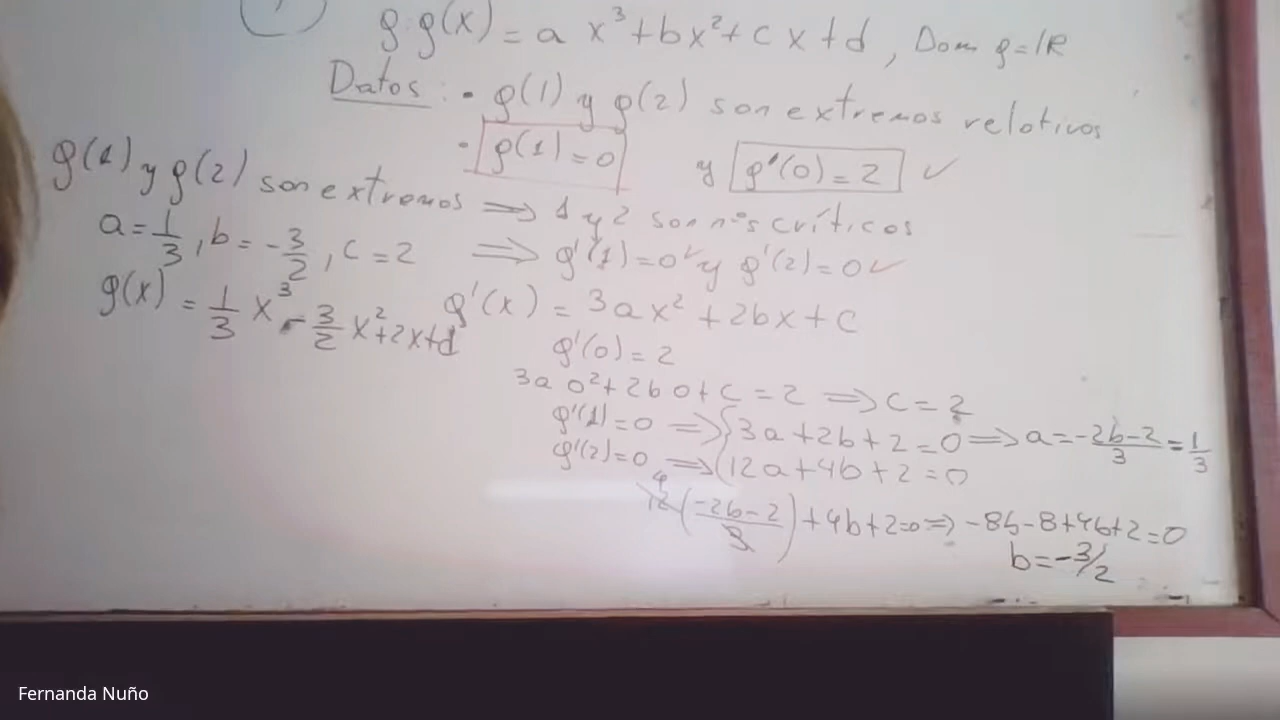 g: g(x) = a x³ + bx² + cx + d, Dom g = IR
Datos: • g(1) y g(2) son extremos relativos
• g(1) = 0 y g'(0) = 2 ✓
g(1) y g(2) son extremos ⟹ 1 y 2 son nºs críticos
⟹ g'(1) = 0 ✓ y g'(2) = 0 ✓
a = 1/3, b = -3/2, c = 2
g(x) = 1/3 x³ - 3/2 x² + 2x + d
g'(x) = 3ax² + 2bx + c
g'(0) = 2
3a 0² + 2b 0 + c = 2 ⟹ c = 2
g'(1) = 0 ⟹ { 3a + 2b + 2 = 0 ⟹ a = -2b-2/3 = 1/3
g'(2) = 0 ⟹ ( 12a + 4b + 2 = 0
4
12 (-2b-2/3) + 4b + 2 = 0 ⟹ -8b - 8 + 4b + 2 = 0
b = -3/2
Fernanda Nuño